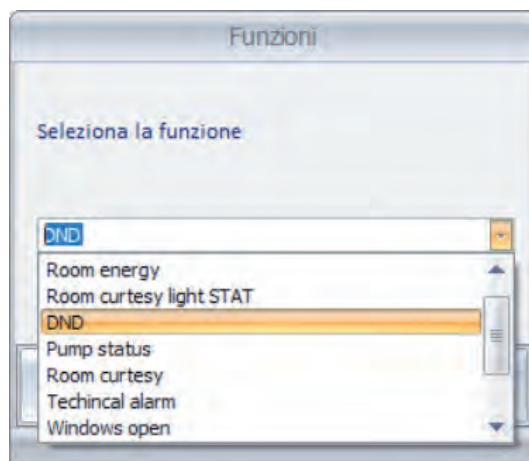 Funzioni
Seleziona la funzione
DND
Room energy
Room curtesy light STAT
DND
Pump status
Room curtesy
Techincal alarm
Windows open